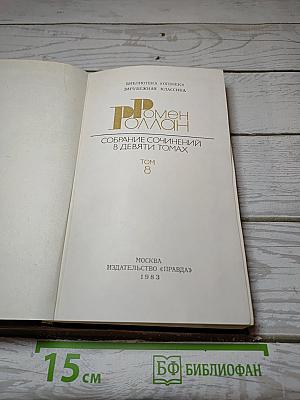 БИБЛИОТЕКА «ОГОНЕК»
ЗАРУБЕЖНАЯ КЛАССИКА
Ромен
Роллан
СОБРАНИЕ СОЧИНЕНИЙ
В ДЕВЯТИ ТОМАХ
ТОМ
8
МОСКВА
ИЗДАТЕЛЬСТВО «ПРАВДА»
1983
15 см
БФ БИБЛИОФАН